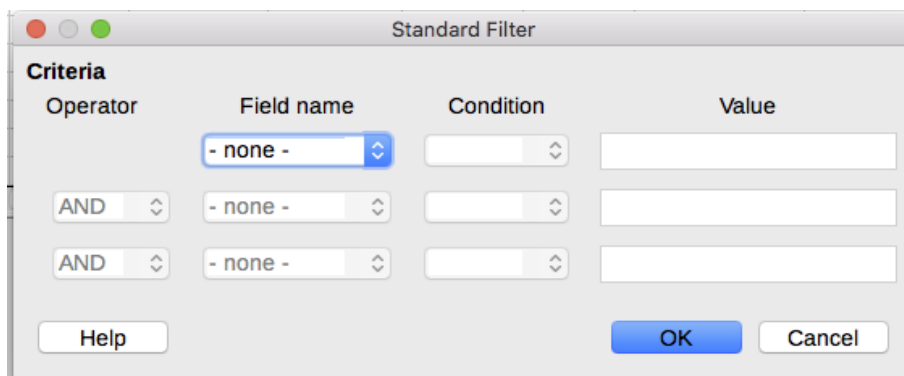 Standard Filter
Criteria
Operator Field name Condition Value
- none -
AND - none -
AND - none -
Help OK Cancel